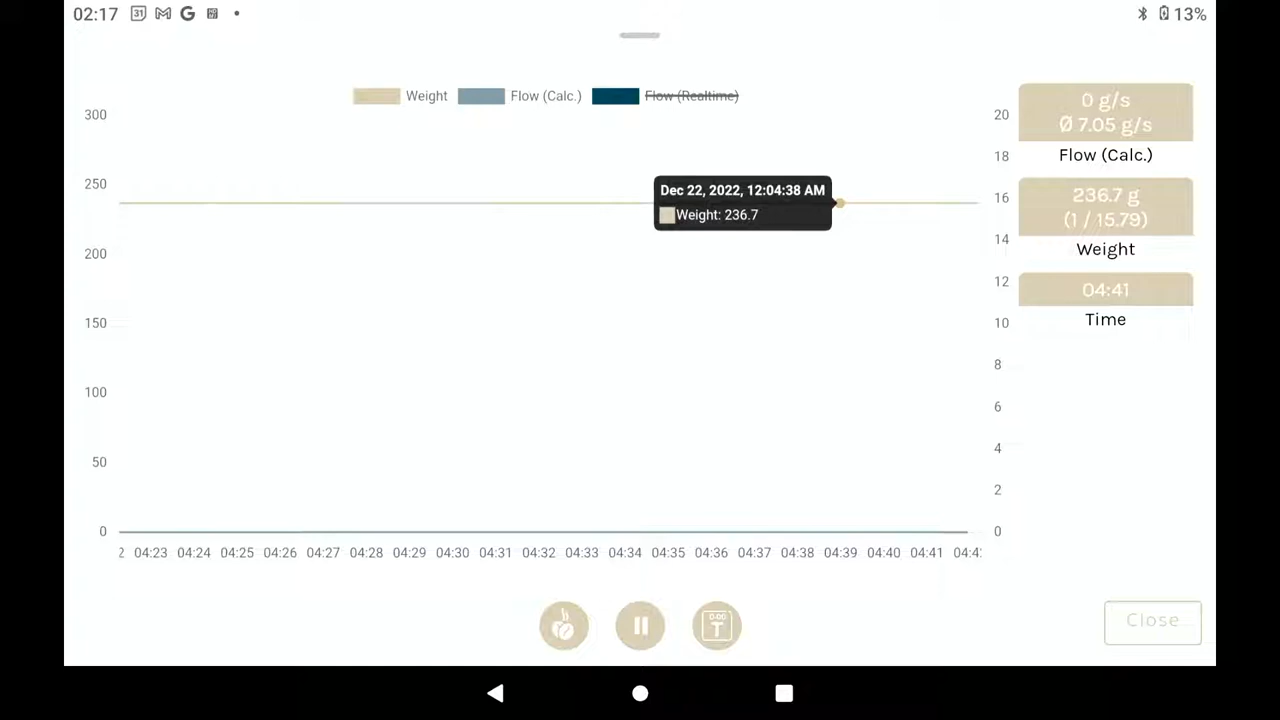 02:17
31
13%
Weight Flow (Calc.) Flow (Realtime)
300
250
200
150
100
50
0
20
18
16
14
12
10
8
6
4
2
0
Dec 22, 2022, 12:04:38 AM
Weight: 236.7
04:23 04:24 04:25 04:26 04:27 04:28 04:29 04:30 04:31 04:32 04:33 04:34 04:35 04:36 04:37 04:38 04:39 04:40 04:41
0 g/s
Ø 7.05 g/s
Flow (Calc.)
236.7 g
(1 / 15.79)
Weight
04:41
Time
T
Close